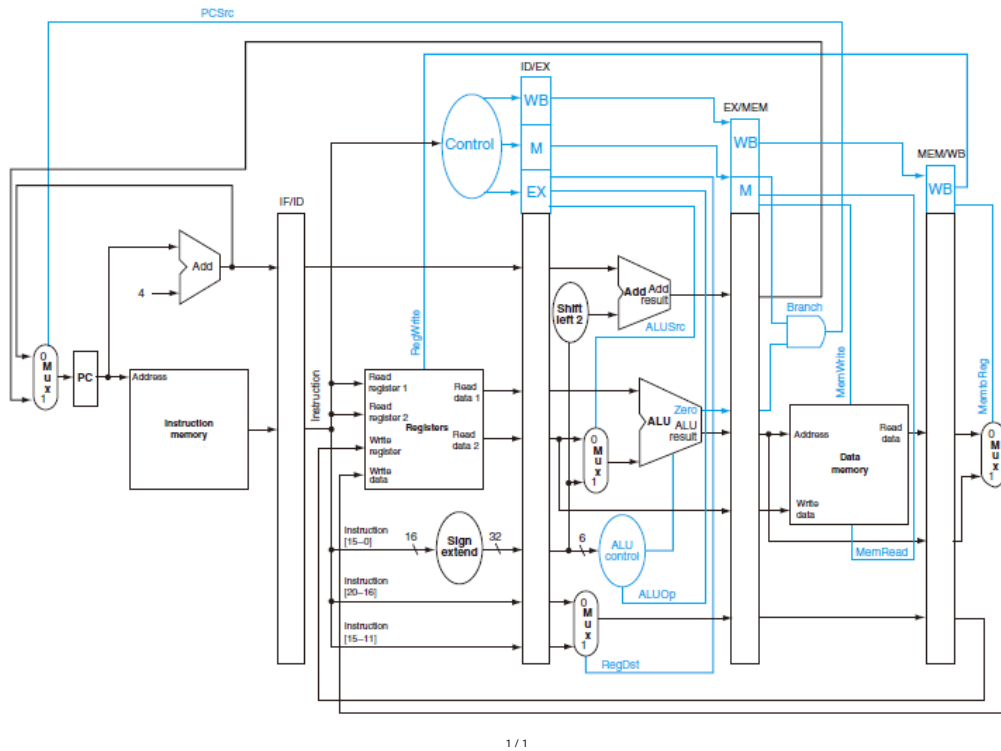 PCSrc
ID/EX
WB
EX/MEM
Control
M
WB
MEM/WB
EX
M
WB
IF/ID
Add
4
RegWrite
Shift
left 2
Add
Add
result
ALUSrc
Branch
MemWrite
MemtoReg
0
M
u
x
1
PC
Address
Instruction
memory
Instruction
Read
register 1
Read
register 2
Write
register
Write
data
Registers
Read
data 1
Read
data 2
0
M
u
x
1
ALU
Zero
ALU
result
Address
Write
data
Read
data
Data
memory
0
M
u
x
1
Instruction
[15–0]
16
Sign
extend
32
6
ALU
control
MemRead
ALUOp
Instruction
[20–16]
Instruction
[15–11]
0
M
u
x
1
RegDst
1 / 1